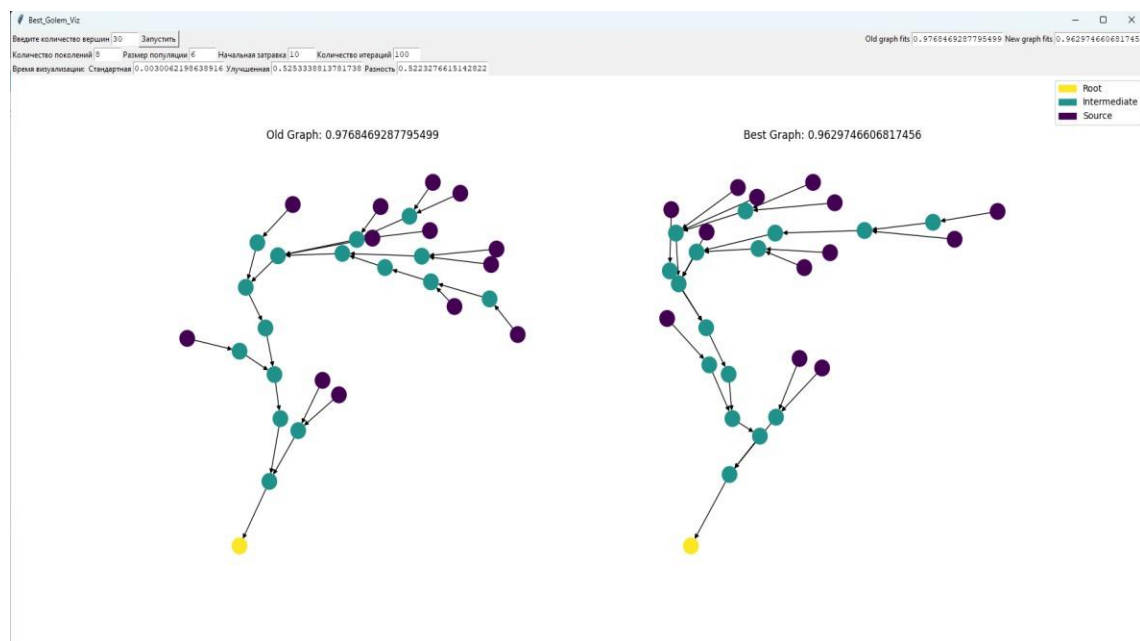 Best_Golem_Viz
Введите количество вершин 30 Запустить Old graph fits 0.9768469287795499 New graph fits 0.962974660681745
Количество поколений 8 Размер популяции 6 Начальная затравка 10 Количество итераций 100
Время визуализации: Стандартная 0.0030062198638916 Улучшенная 0.5253338813781738 Разность 0.5223276615142822
Root
Intermediate
Source
Old Graph: 0.9768469287795499 Best Graph: 0.9629746606817456